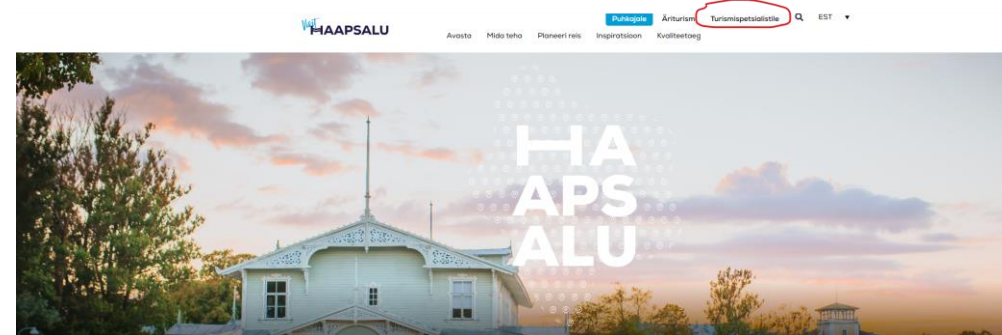 Visit
HAAPSALU
Puhkajale Äriturism Turismispetsialistile EST
Avasta Mida teha Planeeri reis Inspiratsioon Kvaliteetaeg
HA
APS
ALU